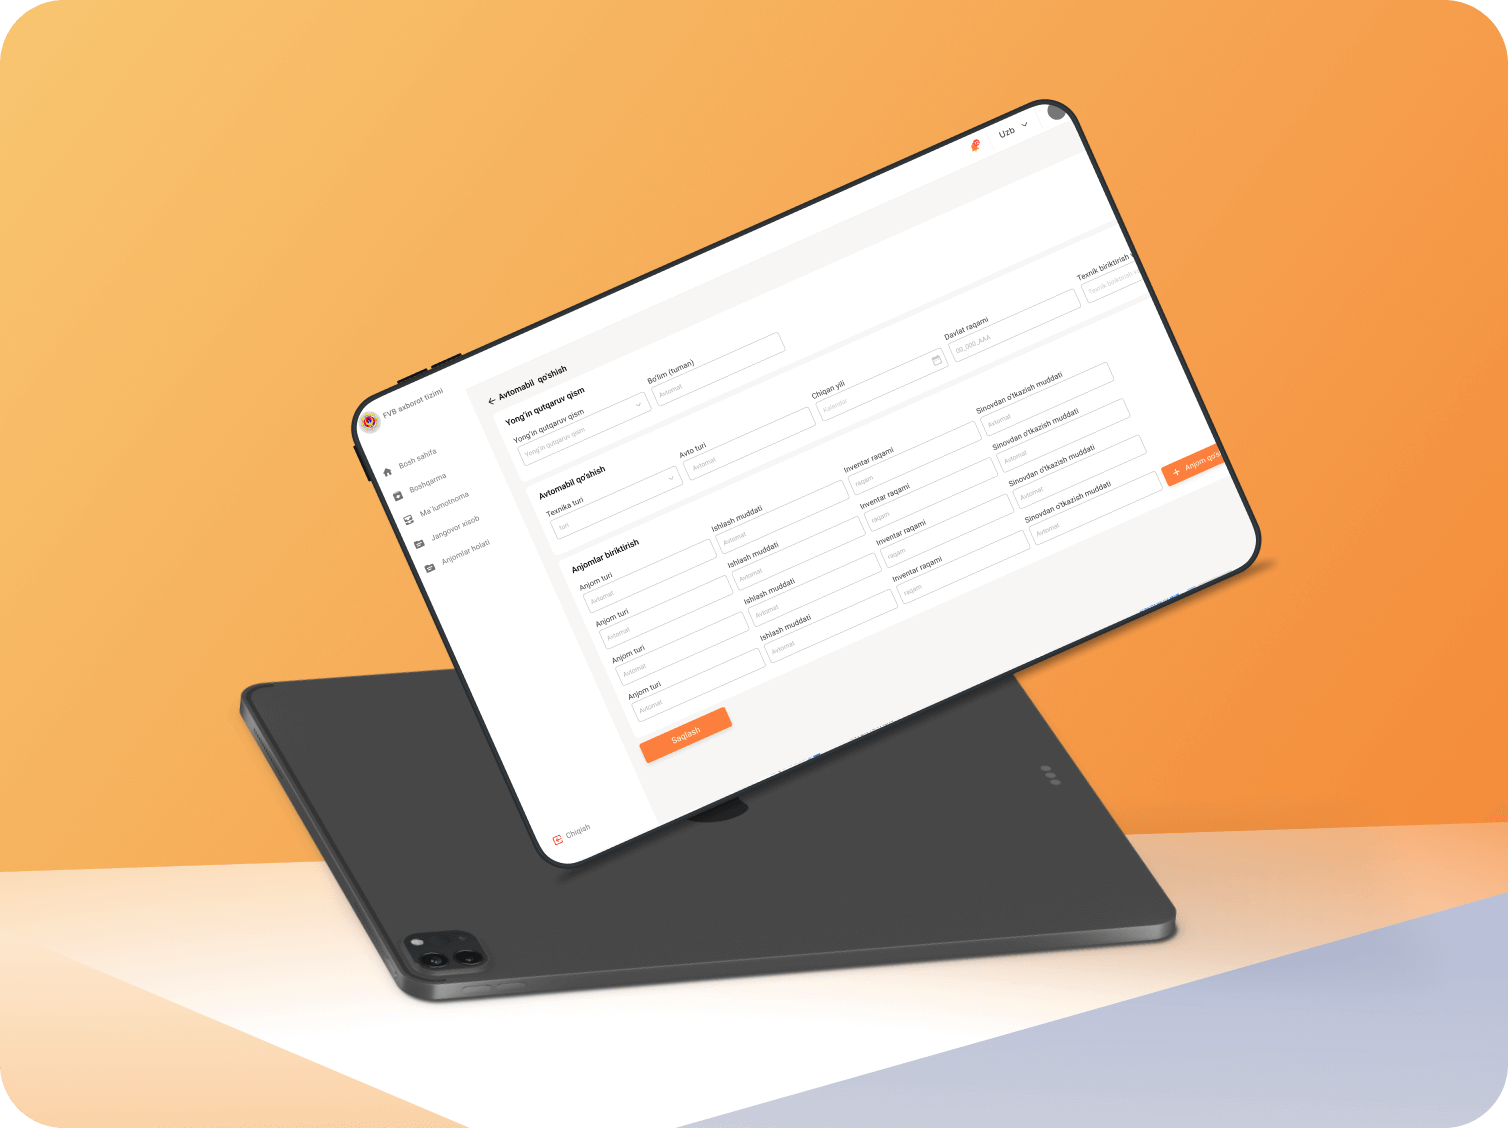 Uzb
FVB axborot tizimi
Bosh sahifa
Boshqarma
Ma'lumotnoma
Jangovor xisob
Anjomlar holati
Chiqish
Avtomabil qo'shish
Yong'in qutqaruv qism
Yong'in qutqaruv qism
Yong'in qutqaruv qism
Bo'lim (tuman)
Avtomat
Avtomabil qo'shish
Texnika turi
turi
Avto turi
Avtomat
Chiqan yili
Kalendar
Davlat raqami
00_000_AAA
Texnik biriktirish
Texnik biriktirish
Anjomlar biriktirish
Anjom turi
Avtomat
Ishlash muddati
Avtomat
Inventar raqami
raqam
Sinovdan o'tkazish muddati
Avtomat
Anjom turi
Avtomat
Ishlash muddati
Avtomat
Inventar raqami
raqam
Sinovdan o'tkazish muddati
Avtomat
Anjom turi
Avtomat
Ishlash muddati
Avtomat
Inventar raqami
raqam
Sinovdan o'tkazish muddati
Avtomat
Anjom turi
Avtomat
Ishlash muddati
Avtomat
Inventar raqami
raqam
Sinovdan o'tkazish muddati
Avtomat
+ Anjom qo's
Saqlash